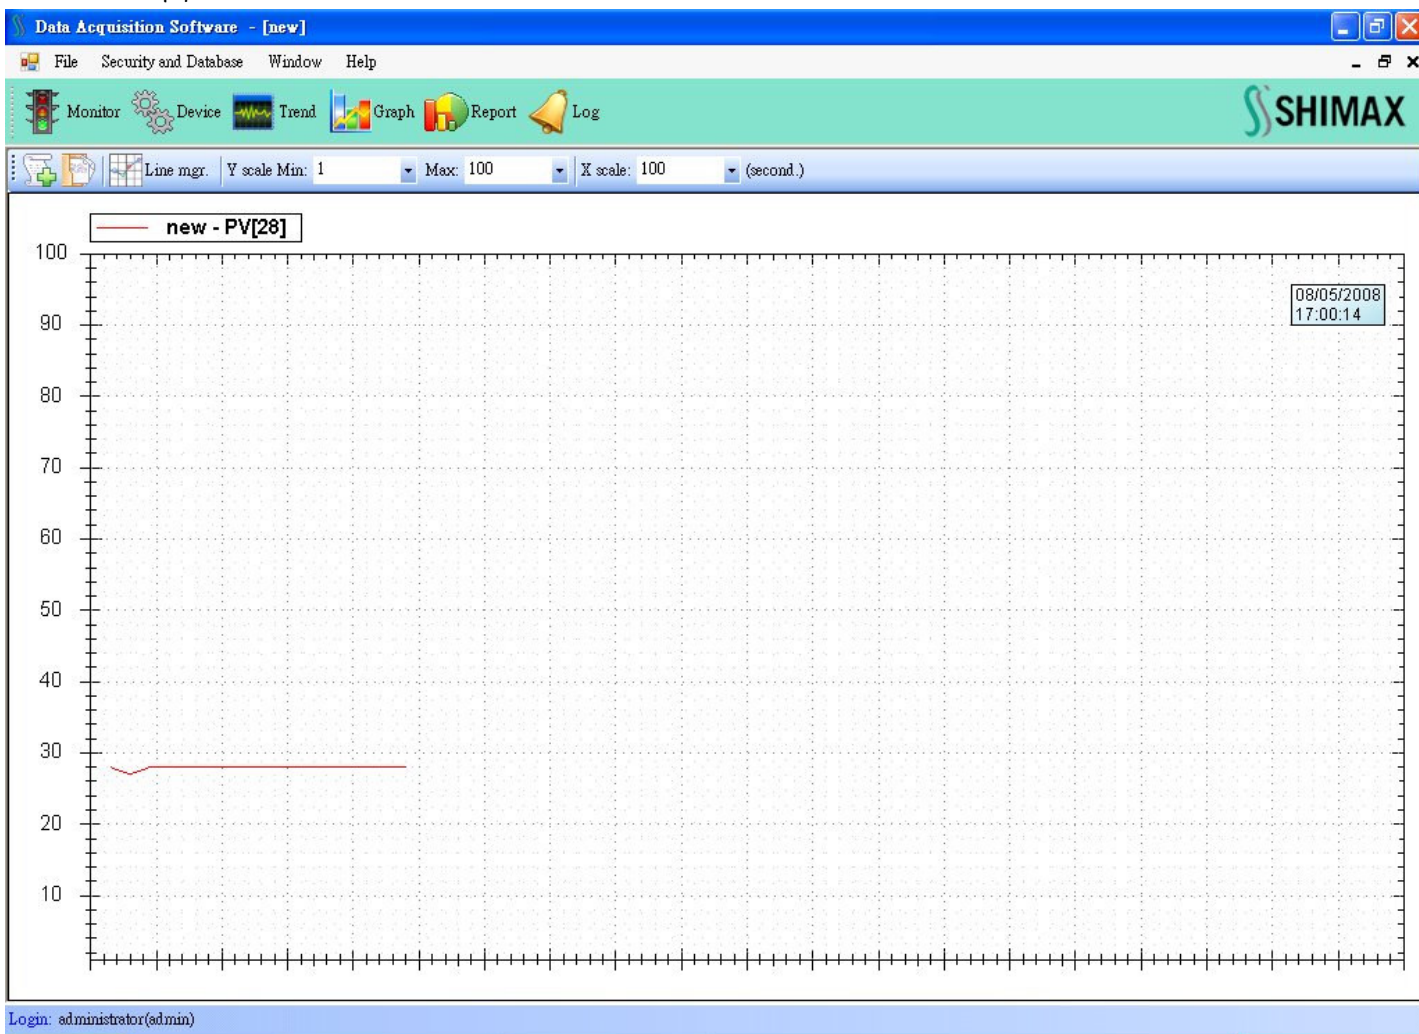 Data Acquisition Software - [new]
File Security and Database Window Help
Monitor Device Trend Graph Report Log SHIMAX
Line mgr. Y scale Min: 1 Max: 100 X scale: 100 (second.)
new - PV[28]
100
08/05/2008
17:00:14
90
80
70
60
50
40
30
20
10
Login: administrator(admin)